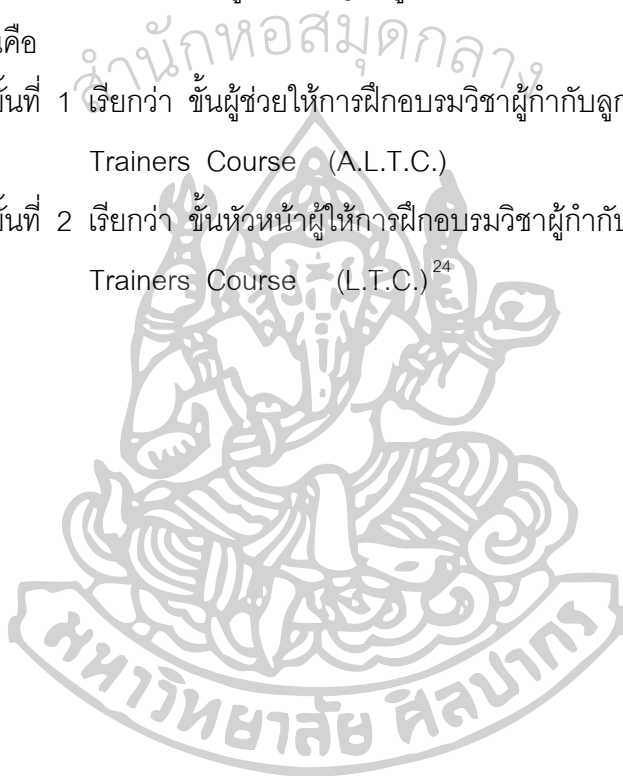 นคือ
สำนักหอสมุดกลาง
ขั้นที่ 1 เรียกว่า ขั้นผู้ช่วยให้การฝึกอบรมวิชาผู้กำกับลูก
Trainers Course (A.L.T.C.)
ขั้นที่ 2 เรียกว่า ขั้นหัวหน้าผู้ให้การฝึกอบรมวิชาผู้กำกับ
Trainers Course (L.T.C.)24
มหาวิทยาลัย ศิลปากร